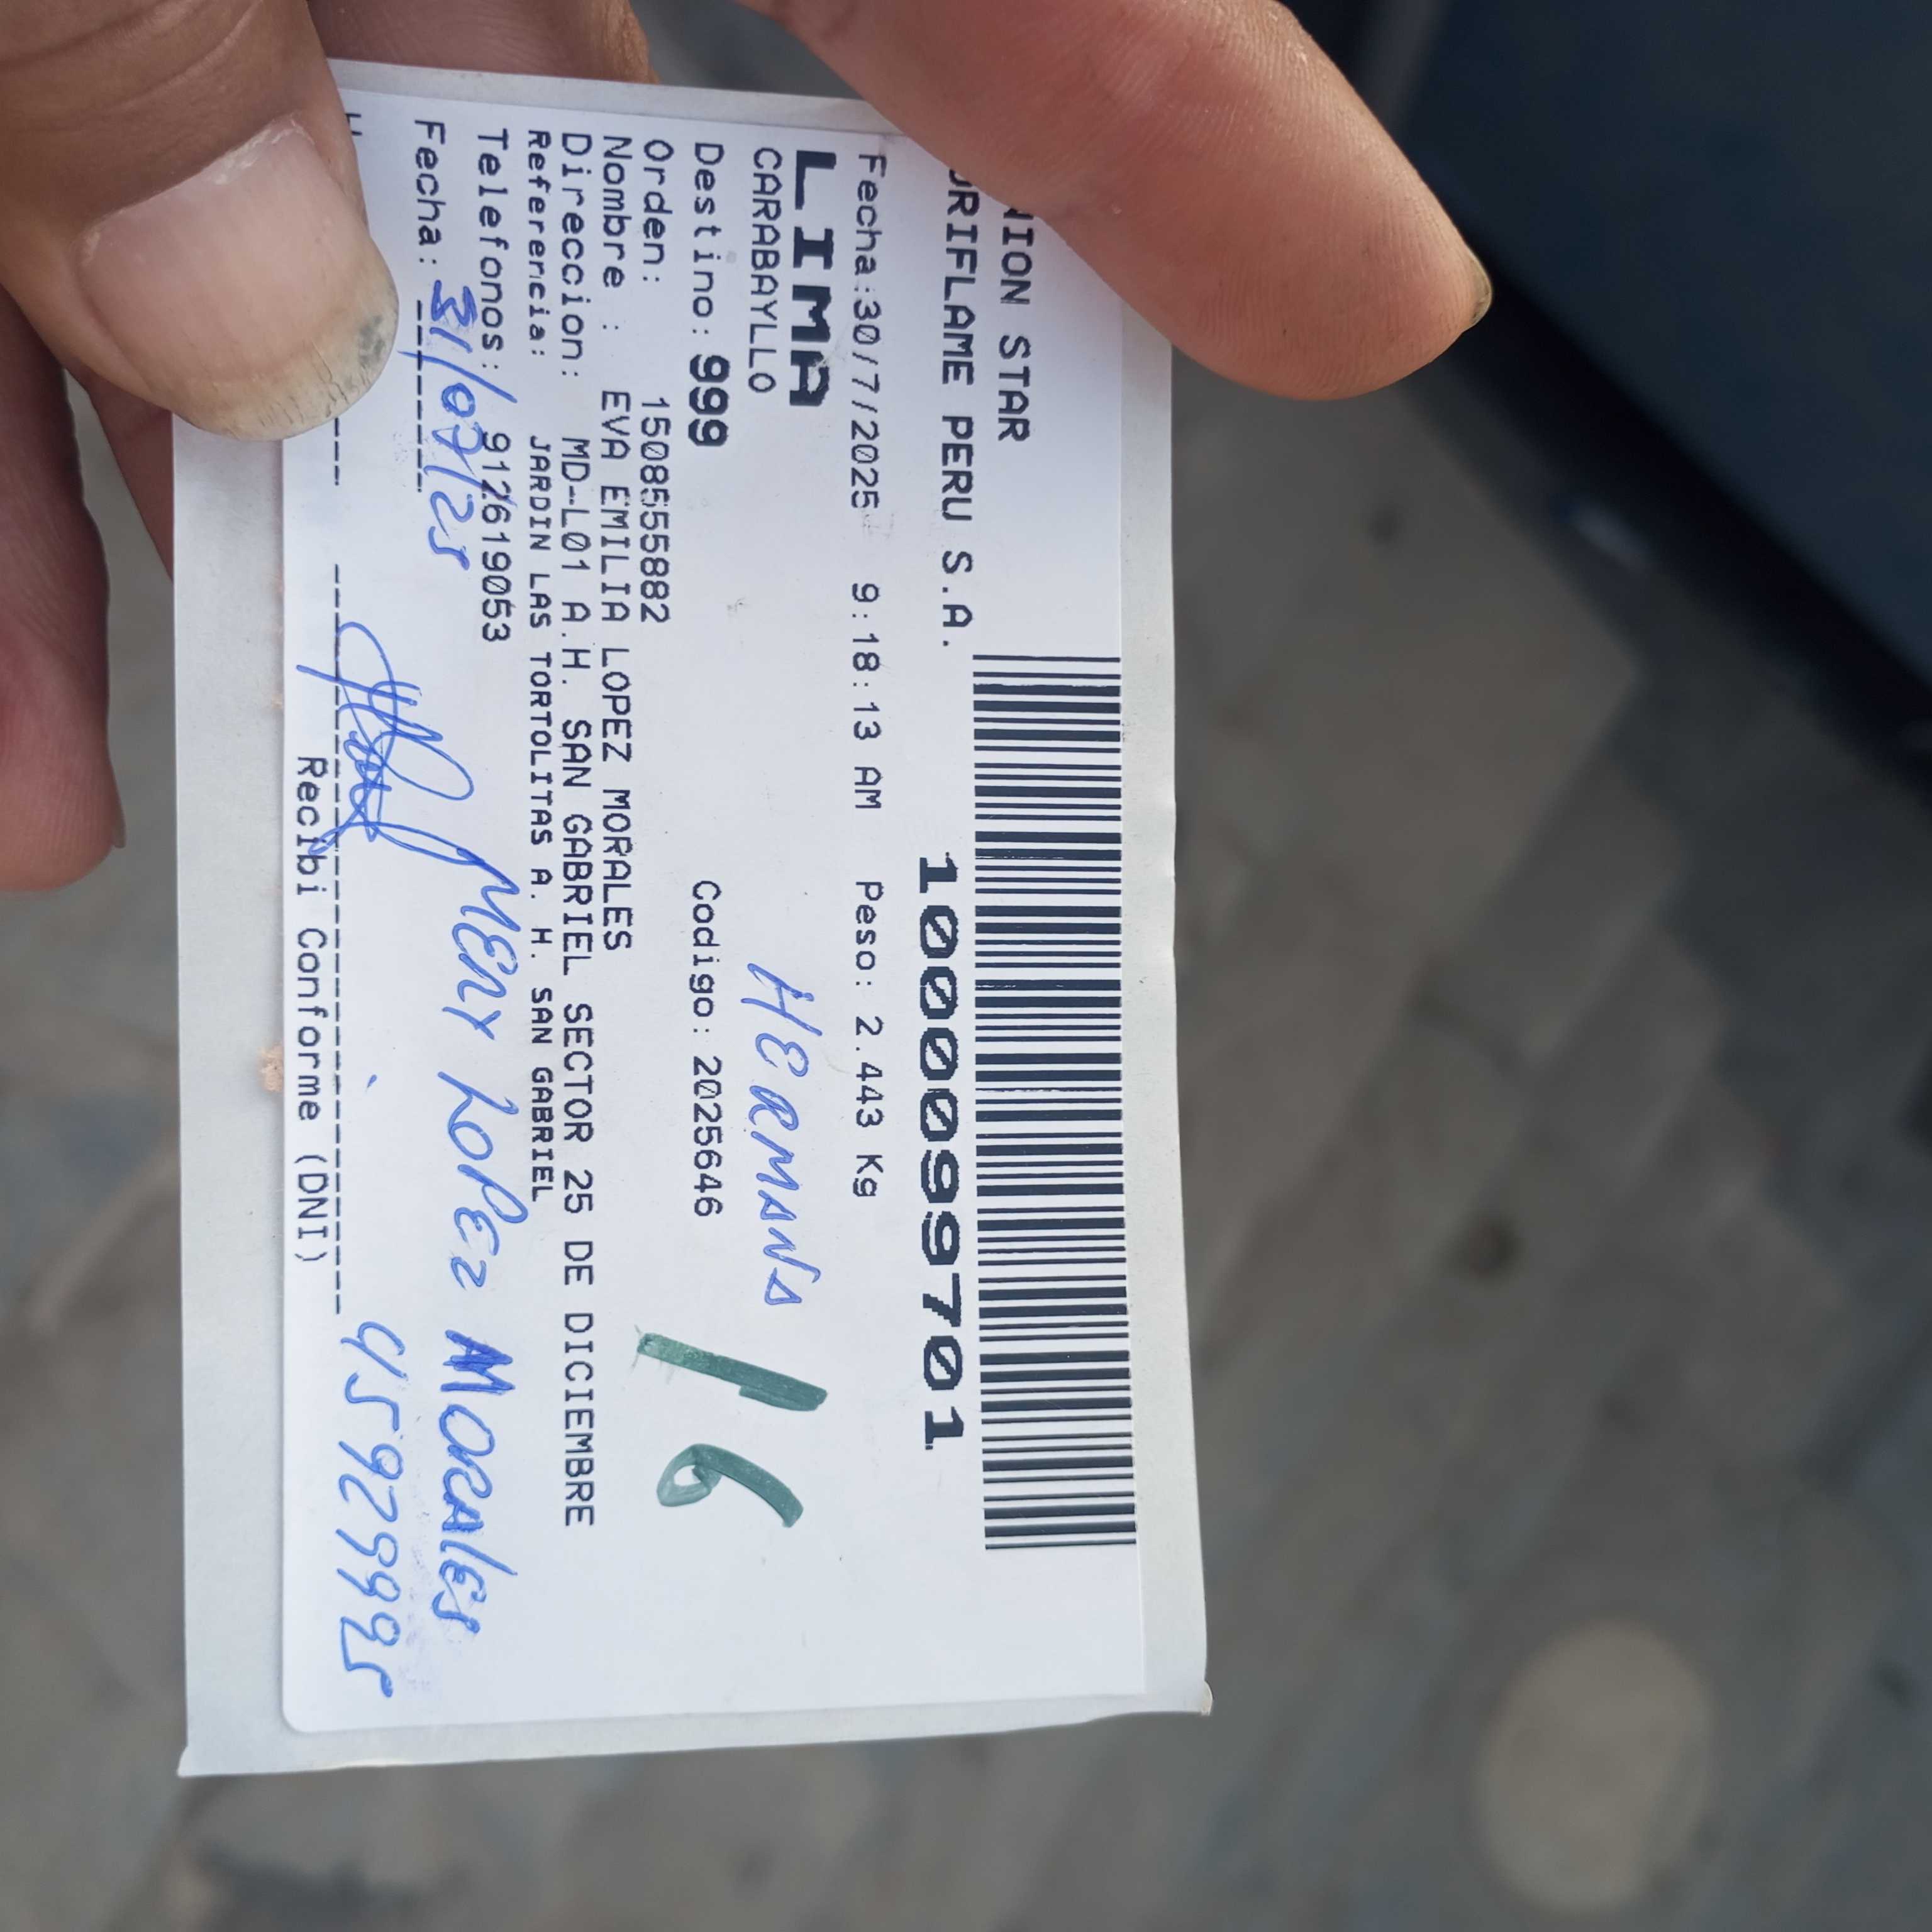 NION STAR
ORIFLAME PERU S.A.
1000099701
Fecha:30/7/2025 9:18:13 AM Peso: 2.443 Kg
LIMA
CARABAYLLO
HERMANA
Destino: 999 Codigo: 2025646
16
Orden: 150855882
Nombre : EVA EMILIA LOPEZ MORALES
Direccion: MD-L01 A.H. SAN GABRIEL SECTOR 25 DE DICIEMBRE
Referencia: JARDIN LAS TORTOLITAS A. H. SAN GABRIEL
Telefonos: 912619053
Fecha: 31/07/25
MERY LOPEZ MORALES
45929995
Recibi Conforme (DNI)